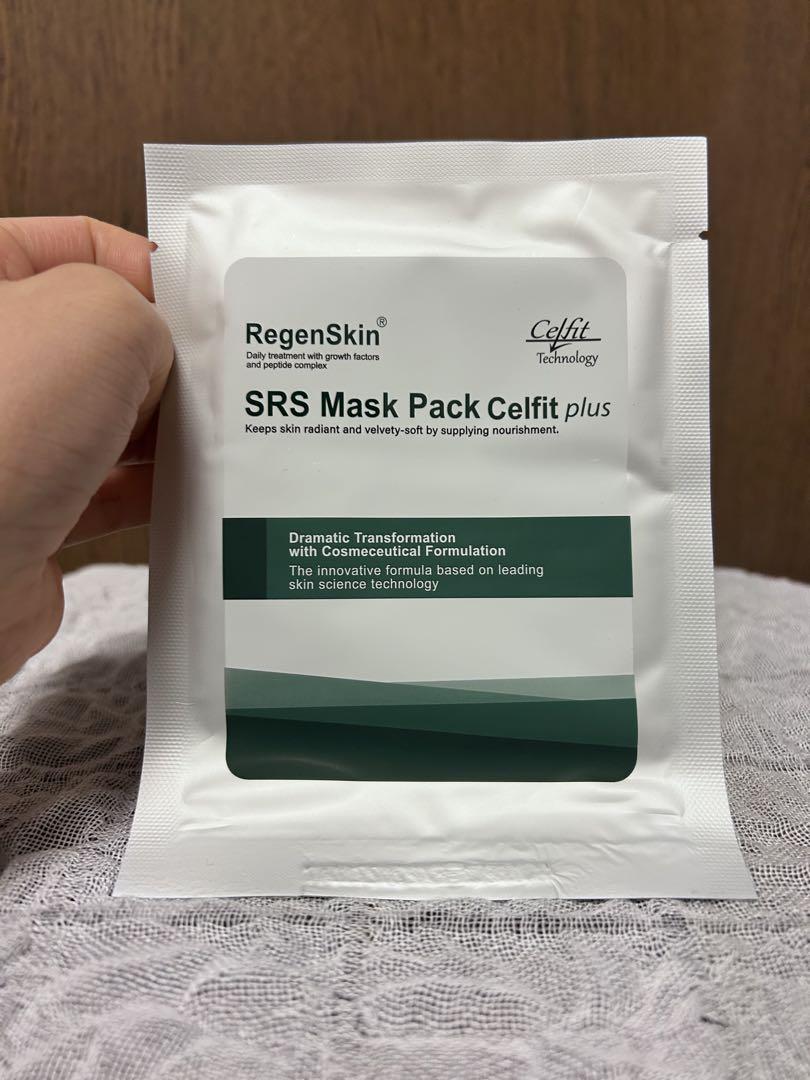 RegenSkin®
Daily treatment with growth factors
and peptide complex
Celfit
Technology
SRS Mask Pack Celfit plus
Keeps skin radiant and velvety-soft by supplying nourishment.
Dramatic Transformation
with Cosmeceutical Formulation
The innovative formula based on leading
skin science technology